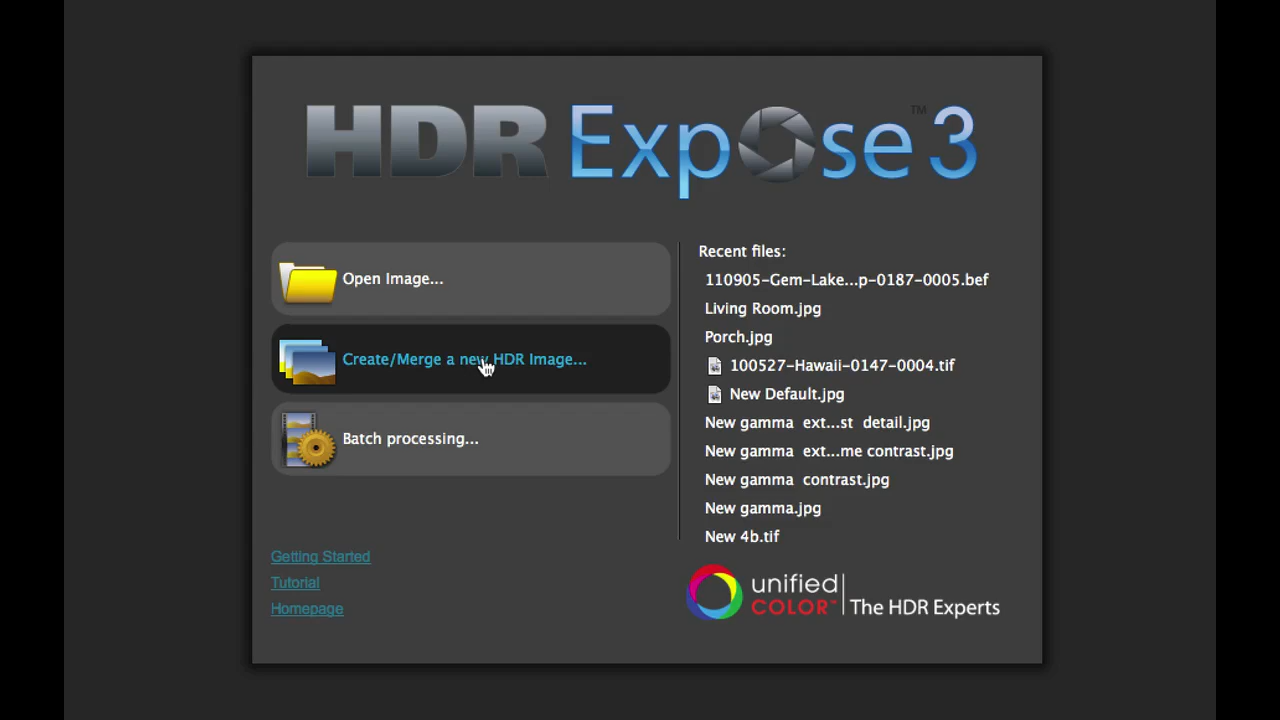 HDR Expose 3™
Open Image...
Create/Merge a new HDR Image...
Batch processing...
Getting Started
Tutorial
Homepage
Recent files:
110905-Gem-Lake...p-0187-0005.bef
Living Room.jpg
Porch.jpg
100527-Hawaii-0147-0004.tif
New Default.jpg
New gamma  ext...st  detail.jpg
New gamma  ext...me contrast.jpg
New gamma  contrast.jpg
New gamma.jpg
New 4b.tif
unified
COLOR™
The HDR Experts